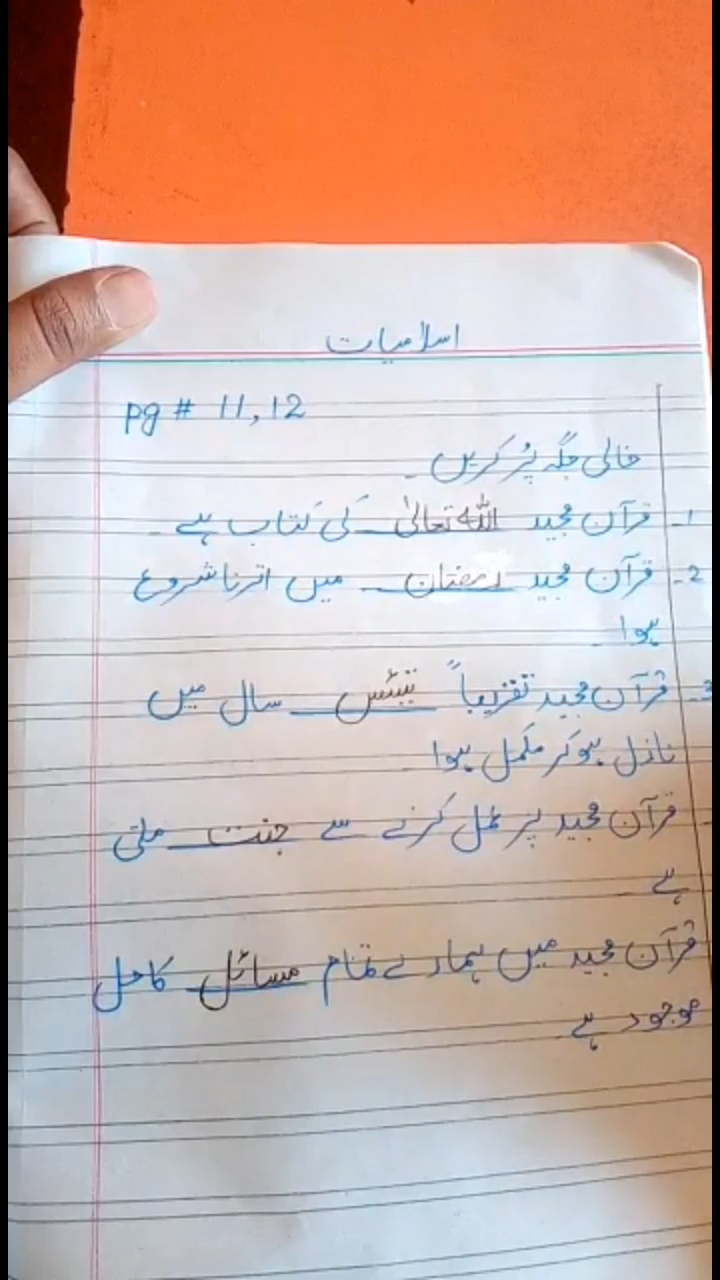 اسلامیات
pg # 11, 12
خالی جگہ پُر کریں ۔
1۔ قرآن مجید اللہ تعالیٰ کی کتاب ہے ۔
2۔ قرآن مجید رمضان میں اترنا شروع
ہوا ۔
3۔ قرآن مجید تقریباً تیئس سال میں
نازل ہو کر مکمل ہوا
قرآن مجید پر عمل کرنے سے جنت ملتی
ہے
قرآن مجید میں ہمارے تمام مسائل کا حل
موجود ہے